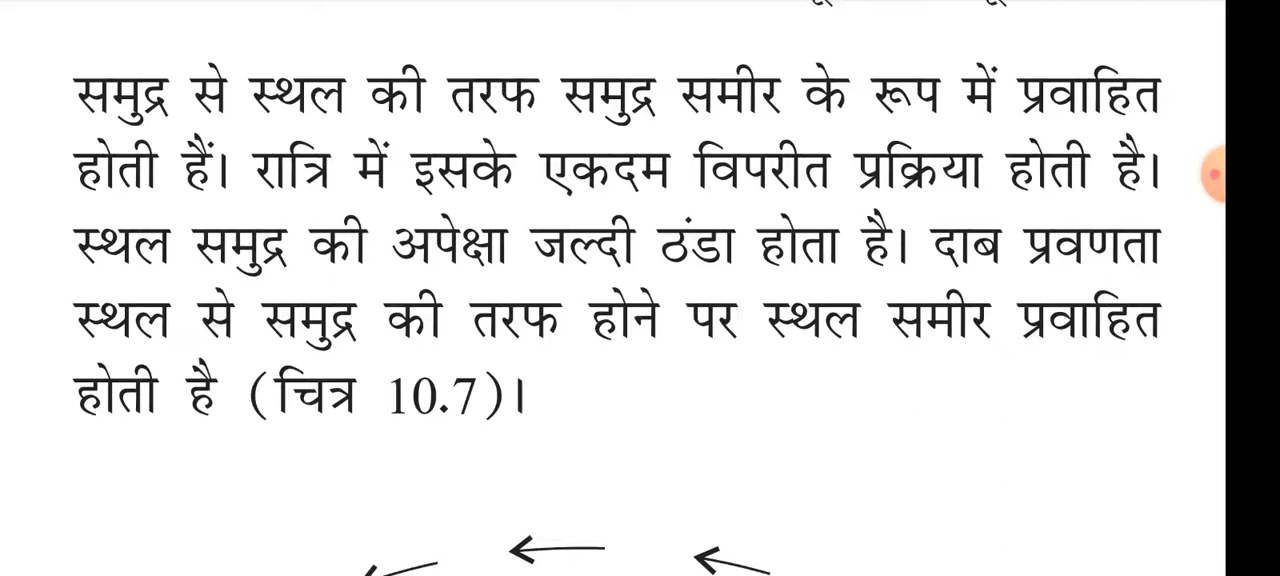 समुद्र से स्थल की तरफ समुद्र समीर के रूप में प्रवाहित
होती हैं। रात्रि में इसके एकदम विपरीत प्रक्रिया होती है।
स्थल समुद्र की अपेक्षा जल्दी ठंडा होता है। दाब प्रवणता
स्थल से समुद्र की तरफ होने पर स्थल समीर प्रवाहित
होती है (चित्र 10.7)।